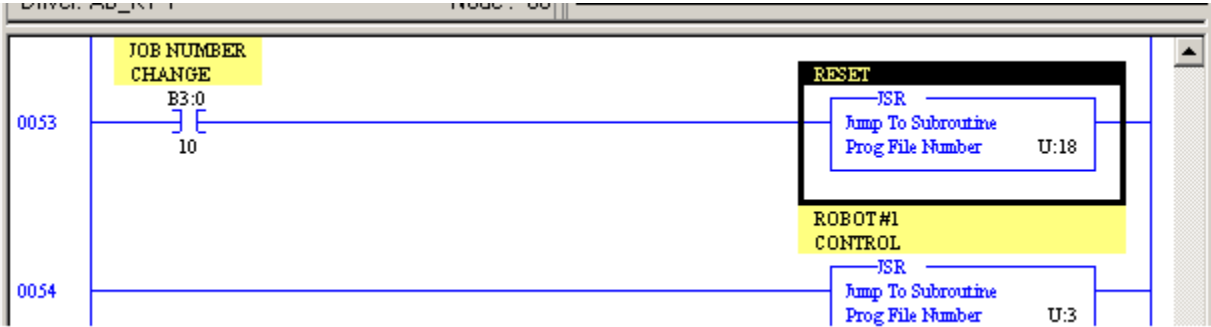 JOB NUMBER
CHANGE
B3:0
10
0053
RESET
JSR
Jump To Subroutine
Prog File Number U:18
ROBOT #1
CONTROL
0054
JSR
Jump To Subroutine
Prog File Number U:3